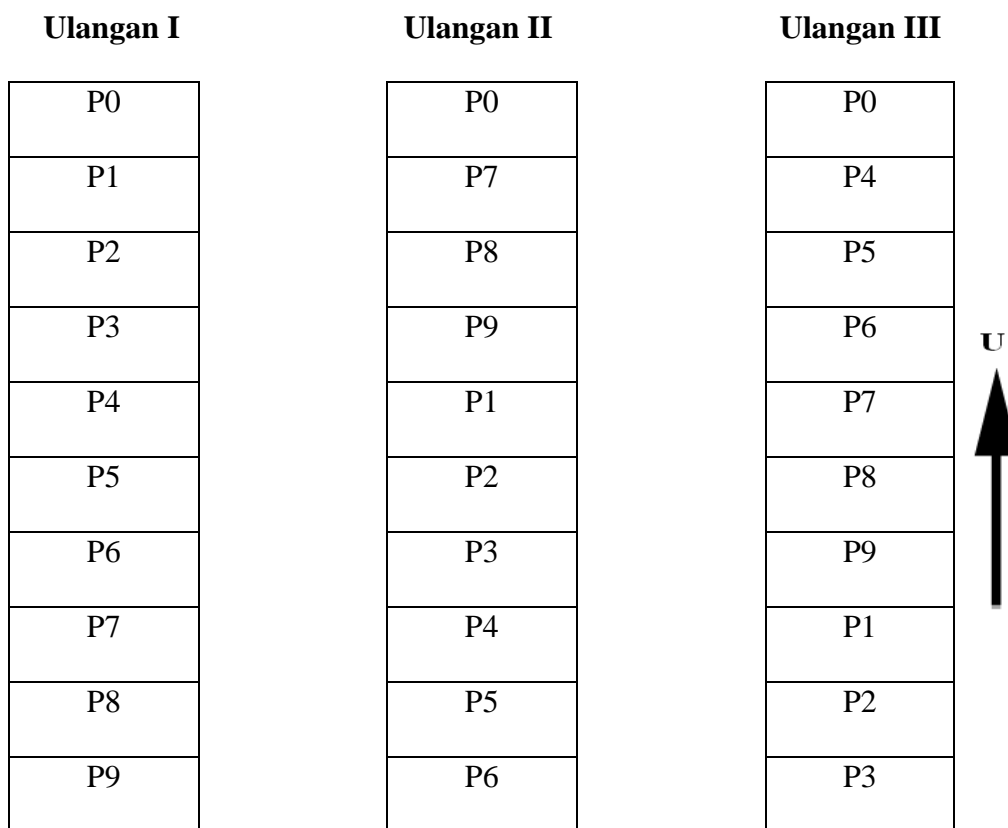 Ulangan I Ulangan II Ulangan III
P0 P0 P0
P1 P7 P4
P2 P8 P5
P3 P9 P6
U
P4 P1 P7
P5 P2 P8
P6 P3 P9
P7 P4 P1
P8 P5 P2
P9 P6 P3